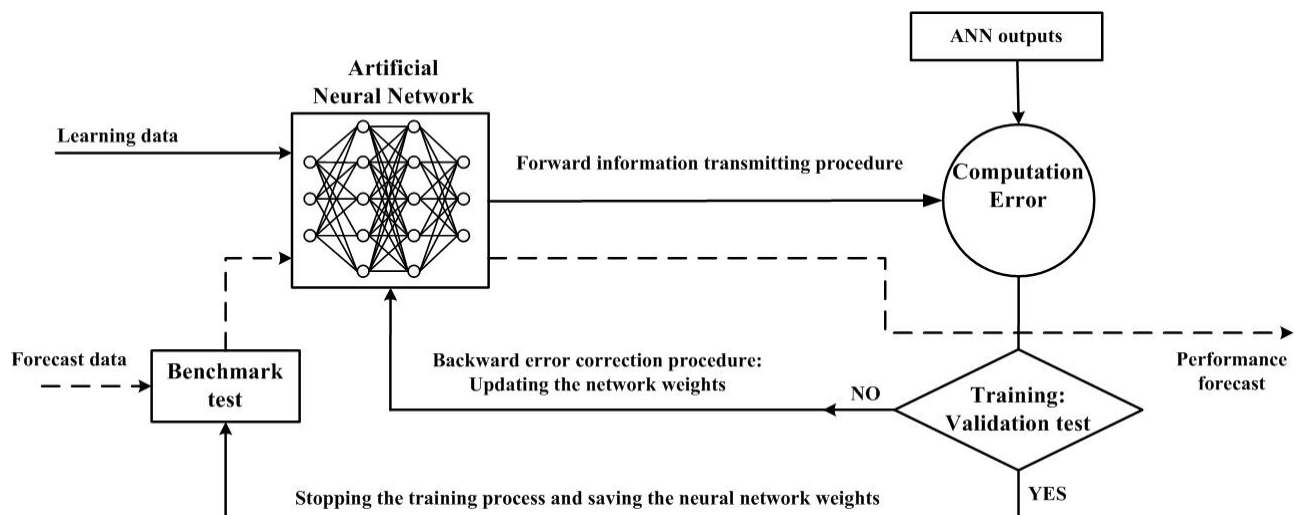 ANN outputs
Artificial
Neural Network
Learning data
Forward information transmitting procedure
Computation
Error
Forecast data
Benchmark
test
Backward error correction procedure:
Updating the network weights
NO
Training:
Validation test
Performance
forecast
Stopping the training process and saving the neural network weights
YES